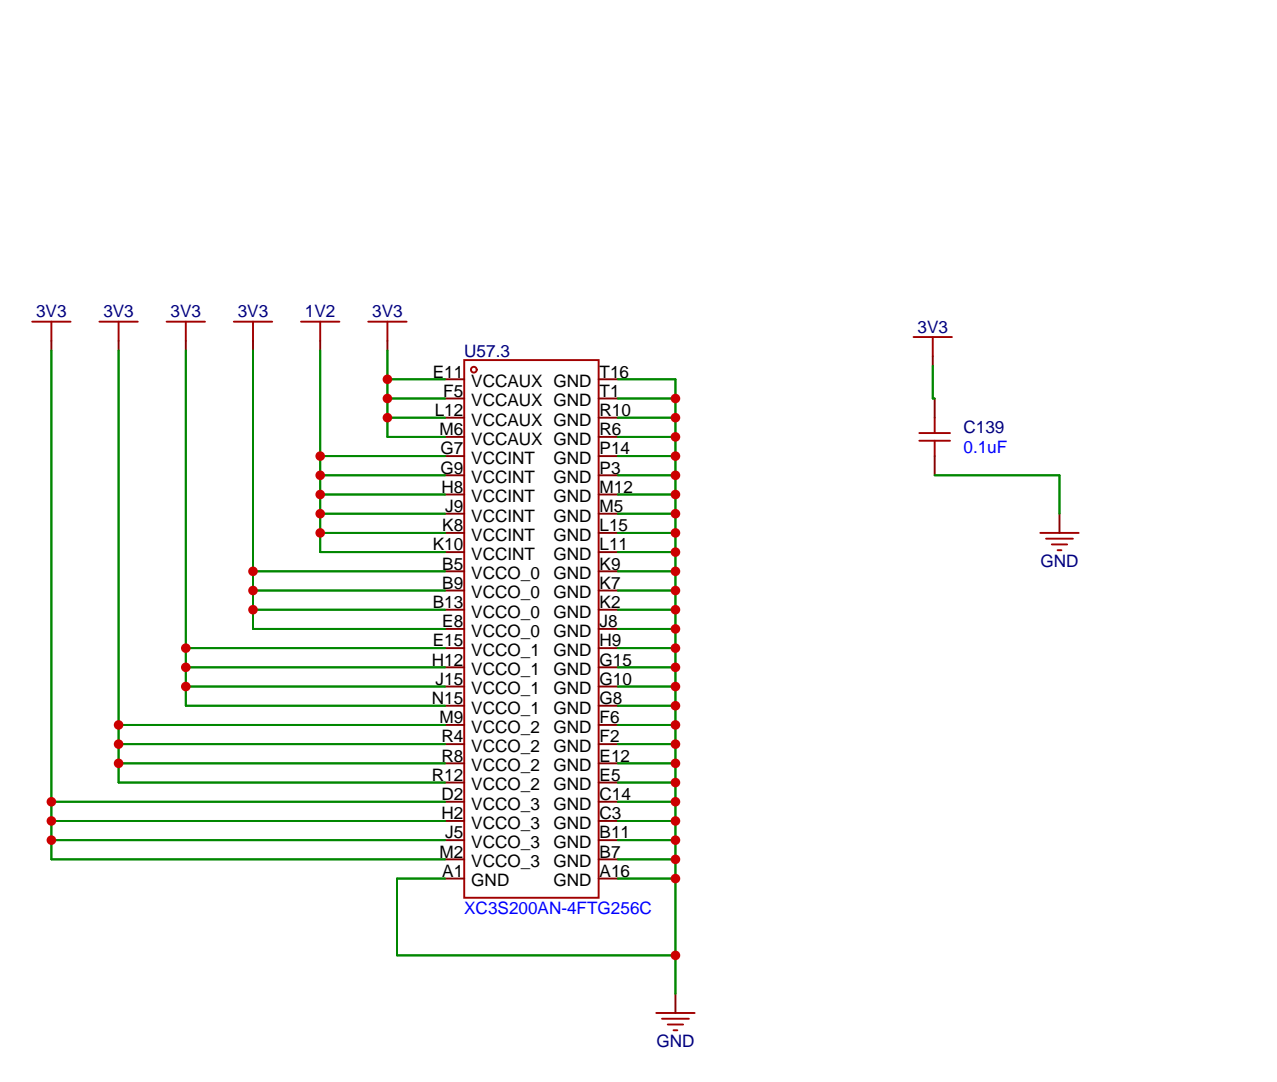 3V3 3V3 3V3 3V3 1V2 3V3
3V3
U57.3
E11 VCCAUX GND T16
F5 VCCAUX GND T1
L12 VCCAUX GND R10
M6 VCCAUX GND R6
G7 VCCINT GND P14
G9 VCCINT GND P3
H8 VCCINT GND M12
J9 VCCINT GND M5
K8 VCCINT GND L15
K10 VCCINT GND L11
B5 VCCO_0 GND K9
B9 VCCO_0 GND K7
B13 VCCO_0 GND K2
E8 VCCO_0 GND J8
E15 VCCO_1 GND H9
H12 VCCO_1 GND G15
J15 VCCO_1 GND G10
N15 VCCO_1 GND G8
M9 VCCO_2 GND F6
R4 VCCO_2 GND F2
R8 VCCO_2 GND E12
R12 VCCO_2 GND E5
D2 VCCO_3 GND C14
H2 VCCO_3 GND C3
J5 VCCO_3 GND B11
M2 VCCO_3 GND B7
A1 GND GND A16
XC3S200AN-4FTG256C
GND
C139
0.1uF
GND